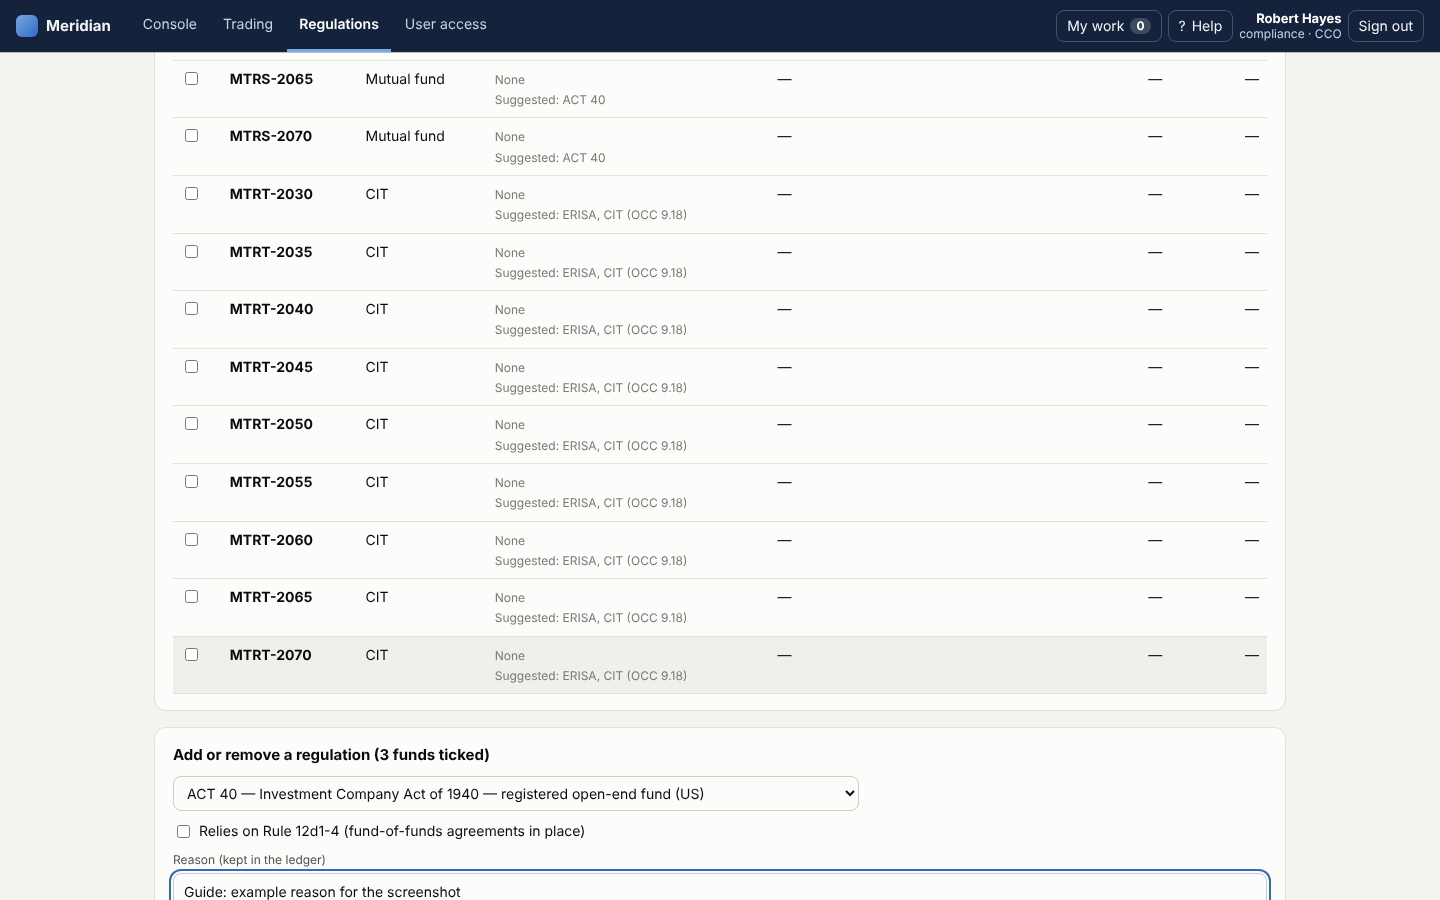 Meridian Console Trading Regulations User access My work 0 ? Help Robert Hayes Sign out
compliance · CCO
MTRS-2065 Mutual fund None — — —
Suggested: ACT 40
MTRS-2070 Mutual fund None — — —
Suggested: ACT 40
MTRT-2030 CIT None — — —
Suggested: ERISA, CIT (OCC 9.18)
MTRT-2035 CIT None — — —
Suggested: ERISA, CIT (OCC 9.18)
MTRT-2040 CIT None — — —
Suggested: ERISA, CIT (OCC 9.18)
MTRT-2045 CIT None — — —
Suggested: ERISA, CIT (OCC 9.18)
MTRT-2050 CIT None — — —
Suggested: ERISA, CIT (OCC 9.18)
MTRT-2055 CIT None — — —
Suggested: ERISA, CIT (OCC 9.18)
MTRT-2060 CIT None — — —
Suggested: ERISA, CIT (OCC 9.18)
MTRT-2065 CIT None — — —
Suggested: ERISA, CIT (OCC 9.18)
MTRT-2070 CIT None — — —
Suggested: ERISA, CIT (OCC 9.18)
Add or remove a regulation (3 funds ticked)
ACT 40 — Investment Company Act of 1940 — registered open-end fund (US)
Relies on Rule 12d1-4 (fund-of-funds agreements in place)
Reason (kept in the ledger)
Guide: example reason for the screenshot